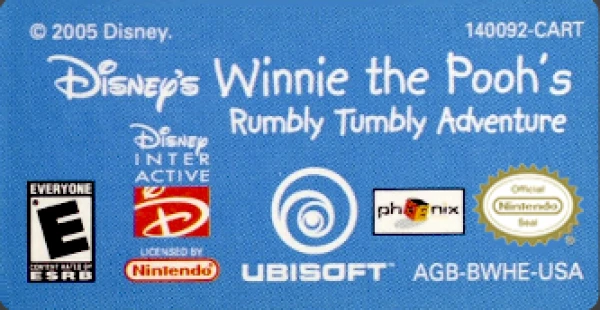 © 2005 Disney. 140092-CART
Disney's Winnie the Pooh's
Rumbly Tumbly Adventure
Disney
INTER
ACTIVE
EVERYONE
E
CONTENT RATED BY
ESRB
D
LICENSED BY
Nintendo
UBISOFT™
phoenix
Official
Nintendo
Seal
®
AGB-BWHE-USA